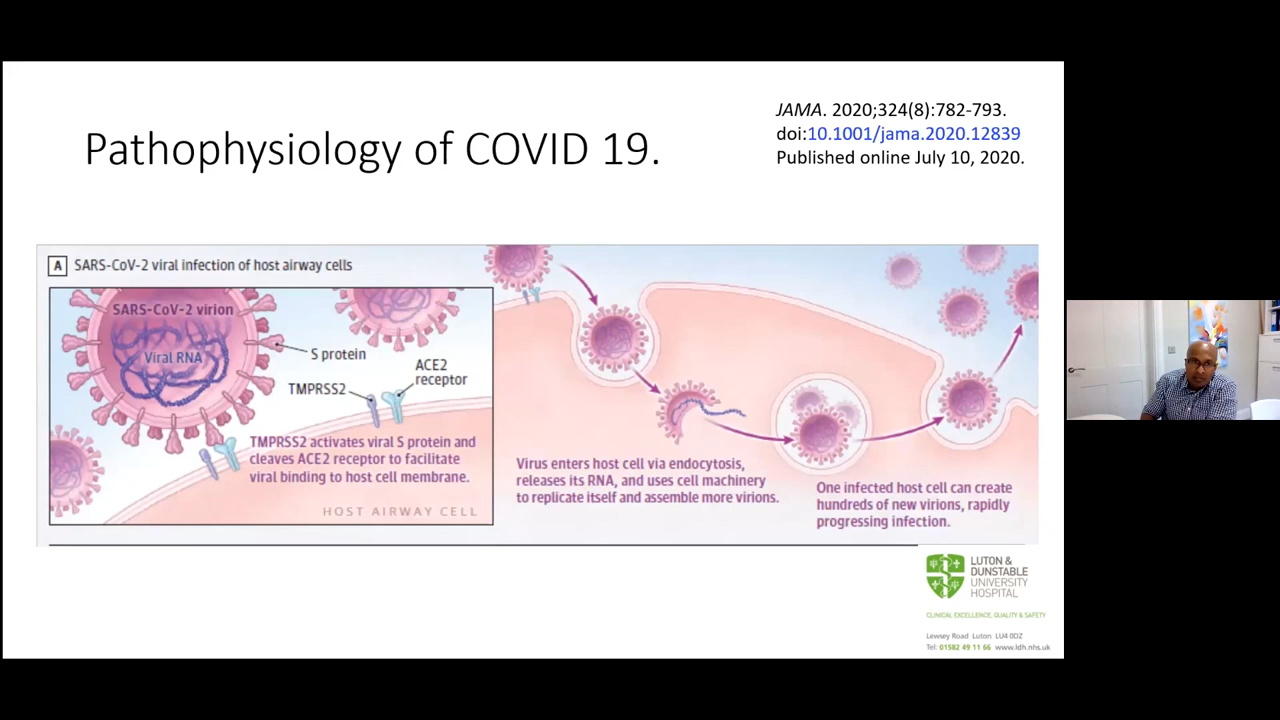 Pathophysiology of COVID 19.
JAMA. 2020;324(8):782-793.
doi:10.1001/jama.2020.12839
Published online July 10, 2020.
A SARS-CoV-2 viral infection of host airway cells
SARS-CoV-2 virion
Viral RNA
S protein
TMPRSS2
ACE2
receptor
TMPRSS2 activates viral S protein and
cleaves ACE2 receptor to facilitate
viral binding to host cell membrane.
HOST AIRWAY CELL
Virus enters host cell via endocytosis,
releases its RNA, and uses cell machinery
to replicate itself and assemble more virions.
One infected host cell can create
hundreds of new virions, rapidly
progressing infection.
LUTON &
DUNSTABLE
UNIVERSITY
HOSPITAL
CLINICAL EXCELLENCE, QUALITY & SAFETY
Lewsey Road Luton LU4 0DZ
Tel: 01582 49 11 66 www.ldh.nhs.uk